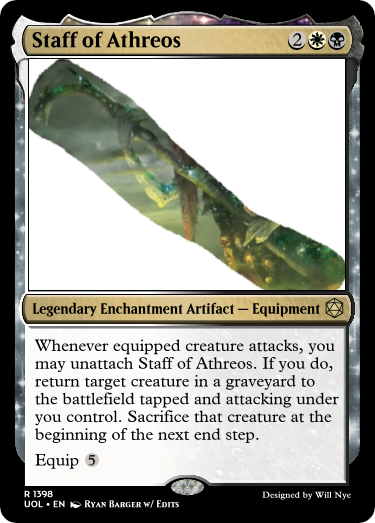 Staff of Athreos 2
Legendary Enchantment Artifact — Equipment
Whenever equipped creature attacks, you
may unattach Staff of Athreos. If you do,
return target creature in a graveyard to
the battlefield tapped and attacking under
you control. Sacrifice that creature at the
beginning of the next end step.
Equip 5
R 1398
UOL • EN Ryan Barger w/ Edits
Designed by Will Nye